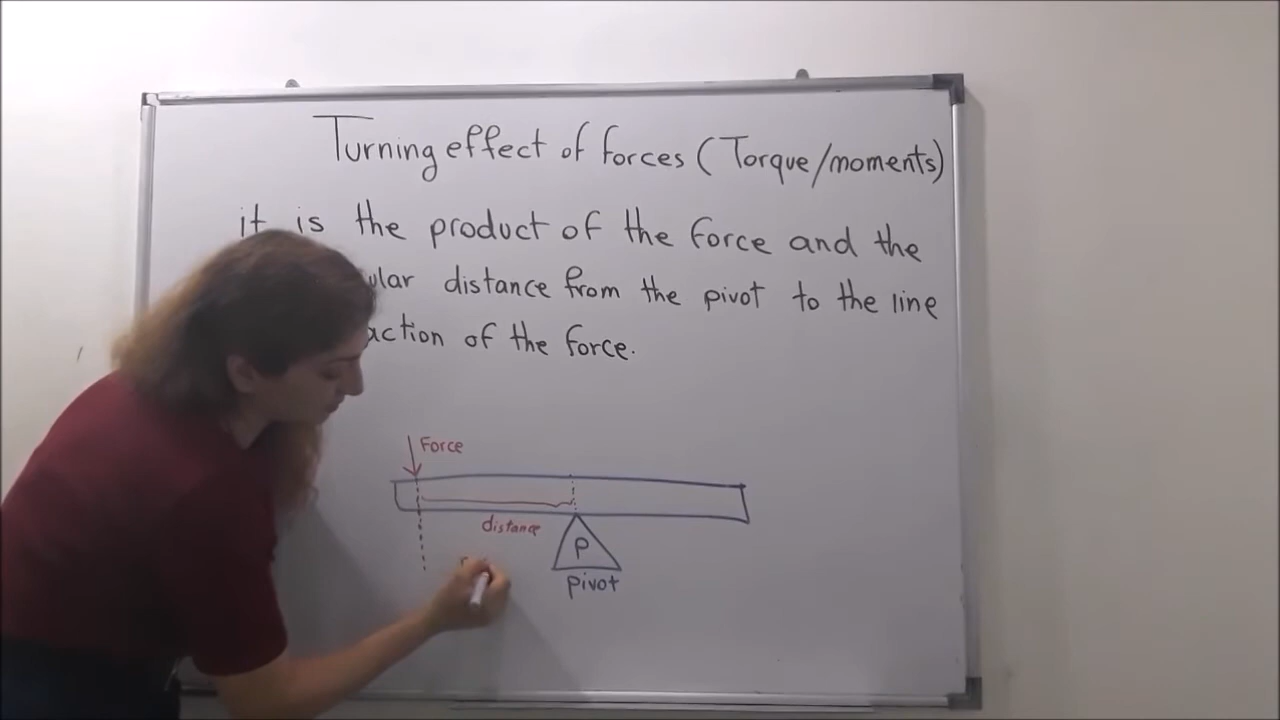 Turning effect of forces (Torque/moments)
it is the product of the force and the
ular distance from the pivot to the line
action of the force.
Force
distance
P
pivot